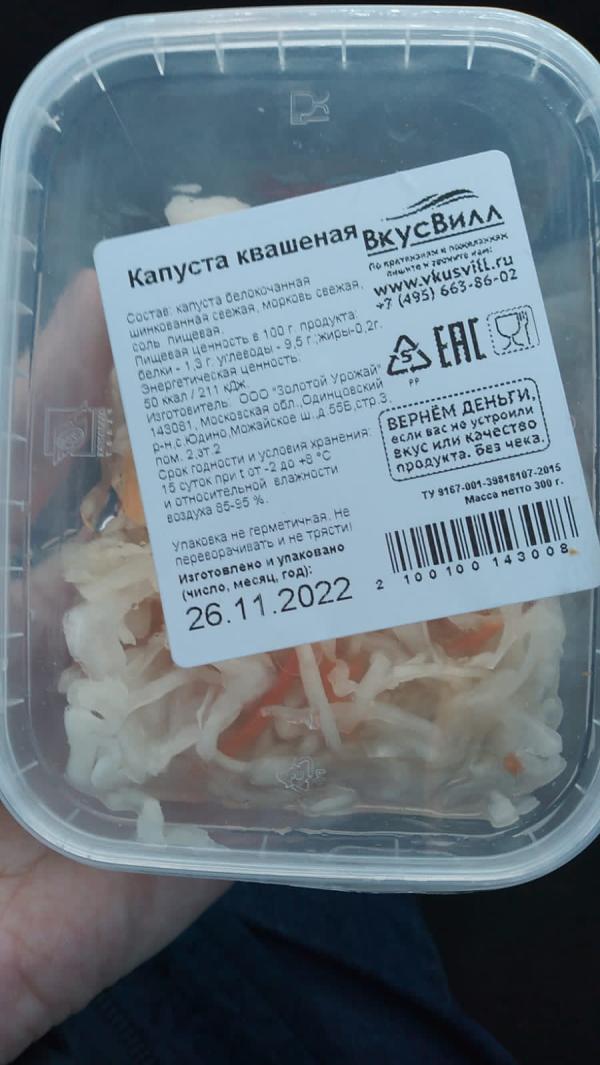 Капуста квашеная
Состав: капуста белокочанная
шинкованная свежая, морковь свежая,
соль пищевая.
Пищевая ценность в 100 г. продукта:
белки - 1,3 г. углеводы - 9,5 г.;жиры-0,2г.
Энергетическая ценность:
50 ккал / 211 кДж.
Изготовитель: ООО "Золотой Урожай"
143081, Московская обл.,Одинцовский
р-н,с.Юдино,Можайское ш.,д.55Б,стр.3,
пом. 2,эт.2
Срок годности и условия хранения:
15 суток при t от -2 до +8 °C
и относительной влажности
воздуха 85-95 %.
Упаковка не герметичная. Не
переворачивать и не трясти!
Изготовлено и упаковано
(число, месяц, год):
26.11.2022
ВкусВилл
По претензиям и пожеланиям
пишите и звоните нам:
www.vkusvill.ru
+7 (495) 663-86-02
5
PP
EAC
ВЕРНЁМ ДЕНЬГИ,
если вас не устроили
вкус или качество
продукта. без чека.
ТУ 9167-001-39818107-2015
Масса нетто 300 г.
2 100100 143008